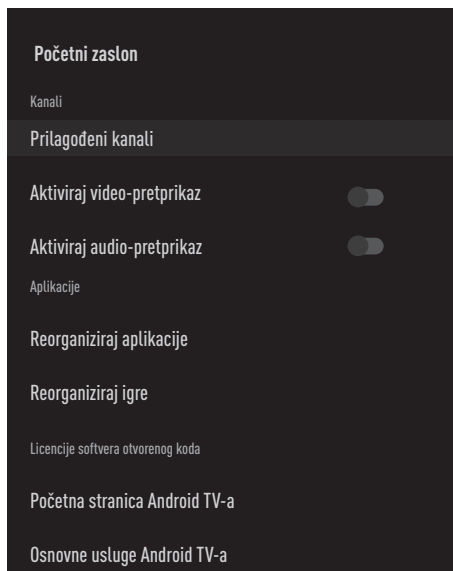 Početni zaslon
Kanali
Prilagođeni kanali
Aktiviraj video-pretprikaz
Aktiviraj audio-pretprikaz
Aplikacije
Reorganiziraj aplikacije
Reorganiziraj igre
Licencije softvera otvorenog koda
Početna stranica Android TV-a
Osnovne usluge Android TV-a